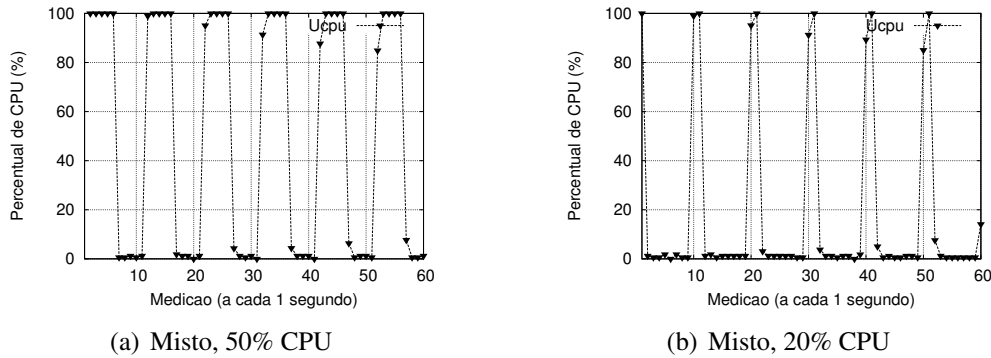 Percentual de CPU (%)
100
80
60
40
20
0
Ucpu
10 20 30 40 50 60
Medicao (a cada 1 segundo)
(a) Misto, 50% CPU
Percentual de CPU (%)
100
80
60
40
20
0
Ucpu
10 20 30 40 50 60
Medicao (a cada 1 segundo)
(b) Misto, 20% CPU